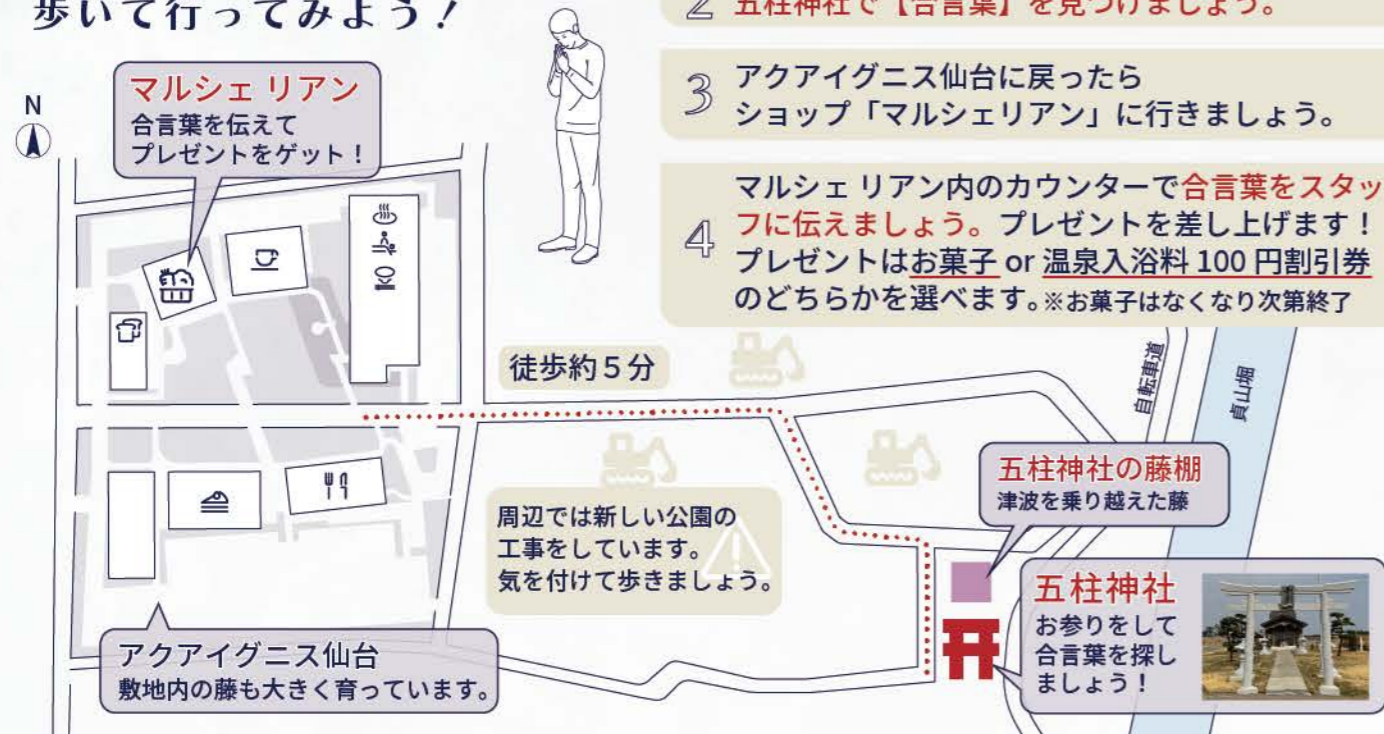 歩いて行ってみよう！
2 五柱神社で【合言葉】を見つけましょう。
3 アクアイグニス仙台に戻ったら
ショップ「マルシェリアン」に行きましょう。
4 マルシェ リアン内のカウンターで合言葉をスタッ
フに伝えましょう。プレゼントを差し上げます！
プレゼントはお菓子 or 温泉入浴料 100 円割引券
のどちらかを選べます。※お菓子はなくなり次第終了
N
マルシェ リアン
合言葉を伝えて
プレゼントをゲット！
徒歩約５分
自転車道
貞山堀
周辺では新しい公園の
工事をしています。
気を付けて歩きましょう。
五柱神社の藤棚
津波を乗り越えた藤
五柱神社
お参りをして
合言葉を探し
ましょう！
アクアイグニス仙台
敷地内の藤も大きく育っています。